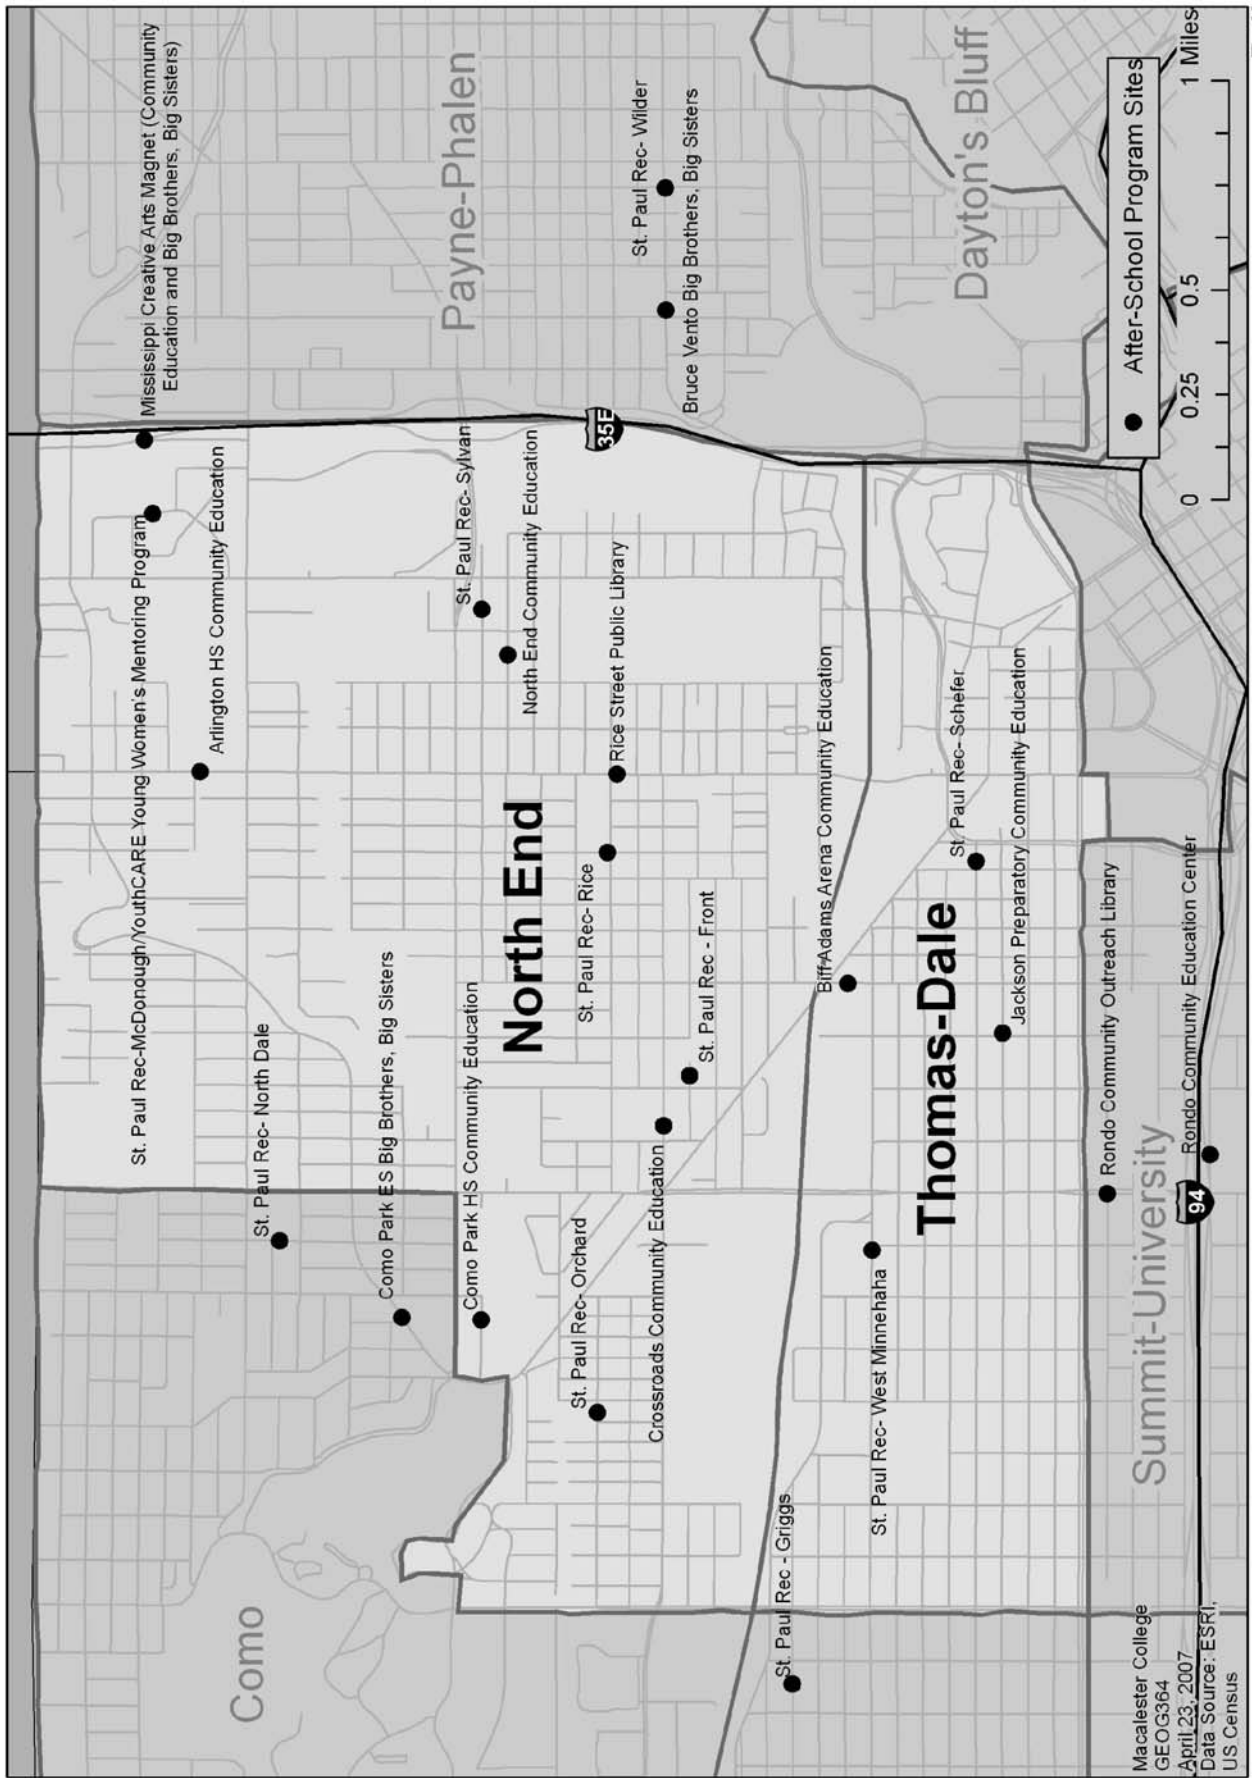 Mississippi Creative Arts Magnet (Community
Education and Big Brothers, Big Sisters)
St. Paul Rec-McDonough/YouthCARE Young Women's Mentoring Program
Arlington HS Community Education
St. Paul Rec- North Dale
Como
Como Park ES Big Brothers, Big Sisters
Payne-Phalen
St. Paul Rec- Sylvan
Como Park HS Community Education
North End
North End Community Education
St. Paul Rec- Orchard
St. Paul Rec- Rice
35E
Rice Street Public Library
St. Paul Rec- Wilder
Crossroads Community Education
Bruce Vento Big Brothers, Big Sisters
St. Paul Rec - Front
St. Paul Rec - Griggs
Biff Adams Arena Community Education
St. Paul Rec- West Minnehaha
Thomas-Dale
St. Paul Rec- Schefer
Dayton's Bluff
Jackson Preparatory Community Education
Rondo Community Outreach Library
Summit-University
Rondo Community Education Center
94
After-School Program Sites
0 0.25 0.5 1 Miles
Macalester College
GEOG364
April 23, 2007
Data Source: ESRI,
US Census